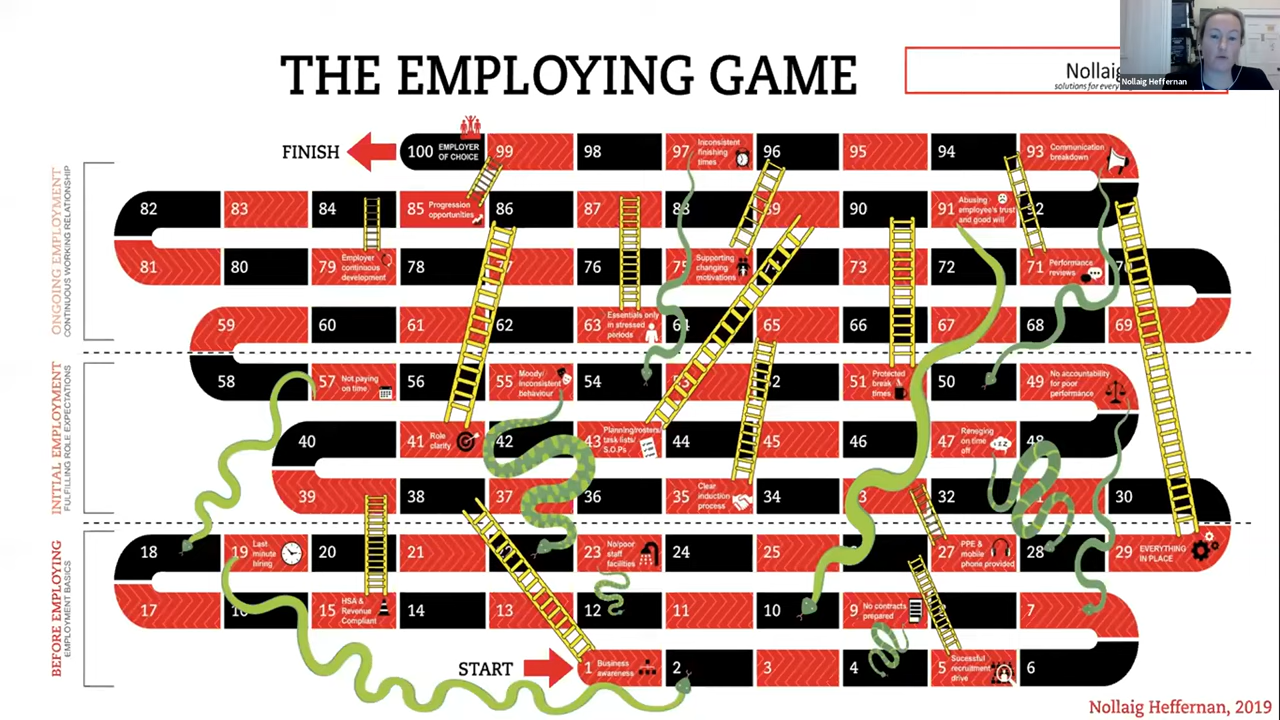 THE EMPLOYING GAME
Nollaig
solutions for every
Nollaig Heffernan
FINISH
100 EMPLOYER OF CHOICE
99
98
97 Inconsistent finishing times
96
95
94
93 Communication breakdown
82
83
84
85 Progression opportunities
86
87
88
90
91 Abusing employee's trust and good will
81
80
79 Employer continuous development
78
76
75 Supporting changing motivations
73
72
71 Performance reviews
70
59
60
61
62
63 Essentials only in stressed periods
64
65
66
67
68
69
58
57 Not paying on time
56
55 Moody/ inconsistent behaviour
54
51 Protected break times
50
49 No accountability for poor performance
40
41 Role clarity
42
43 Planning/rosters/ task lists/ S.O.Ps
44
45
46
47 Reneging on time off
48
39
38
37
36
35 Clear induction process
34
32
30
18
19 Last minute hiring
20
21
23 No/poor staff facilities
24
25
27 PPE & mobile phone provided
28
29 EVERYTHING IN PLACE
17
16
15 HSA & Revenue Compliant
14
13
12
11
10
9 No contracts prepared
7
START
1 Business awareness
2
3
4
5 Sucessful recruitment drive
6
ONGOING EMPLOYMENT
CONTINUOUS WORKING RELATIONSHIP
INITIAL EMPLOYMENT
FULFILLING ROLE EXPECTATIONS
BEFORE EMPLOYING
EMPLOYMENT BASICS
Nollaig Heffernan, 2019